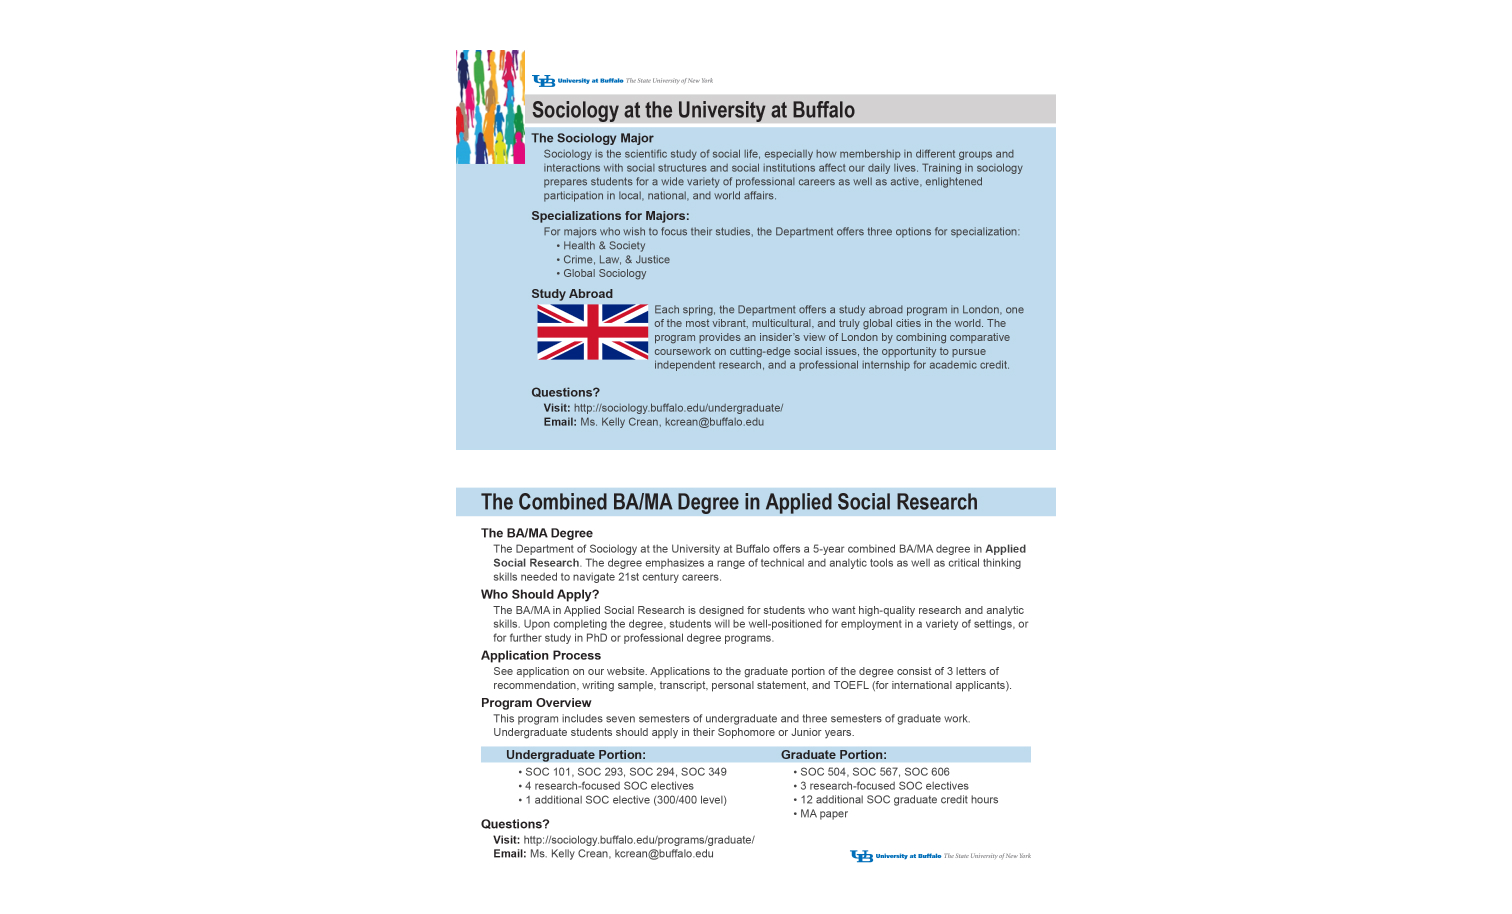 University at Buffalo The State University of New York
Sociology at the University at Buffalo
The Sociology Major
Sociology is the scientific study of social life, especially how membership in different groups and
interactions with social structures and social institutions affect our daily lives. Training in sociology
prepares students for a wide variety of professional careers as well as active, enlightened
participation in local, national, and world affairs.
Specializations for Majors:
For majors who wish to focus their studies, the Department offers three options for specialization:
• Health & Society
• Crime, Law, & Justice
• Global Sociology
Study Abroad
Each spring, the Department offers a study abroad program in London, one
of the most vibrant, multicultural, and truly global cities in the world. The
program provides an insider's view of London by combining comparative
coursework on cutting-edge social issues, the opportunity to pursue
independent research, and a professional internship for academic credit.
Questions?
Visit: http://sociology.buffalo.edu/undergraduate/
Email: Ms. Kelly Crean, kcrean@buffalo.edu
The Combined BA/MA Degree in Applied Social Research
The BA/MA Degree
The Department of Sociology at the University at Buffalo offers a 5-year combined BA/MA degree in Applied
Social Research. The degree emphasizes a range of technical and analytic tools as well as critical thinking
skills needed to navigate 21st century careers.
Who Should Apply?
The BA/MA in Applied Social Research is designed for students who want high-quality research and analytic
skills. Upon completing the degree, students will be well-positioned for employment in a variety of settings, or
for further study in PhD or professional degree programs.
Application Process
See application on our website. Applications to the graduate portion of the degree consist of 3 letters of
recommendation, writing sample, transcript, personal statement, and TOEFL (for international applicants).
Program Overview
This program includes seven semesters of undergraduate and three semesters of graduate work.
Undergraduate students should apply in their Sophomore or Junior years.
Undergraduate Portion:
• SOC 101, SOC 293, SOC 294, SOC 349
• 4 research-focused SOC electives
• 1 additional SOC elective (300/400 level)
Graduate Portion:
• SOC 504, SOC 567, SOC 606
• 3 research-focused SOC electives
• 12 additional SOC graduate credit hours
• MA paper
Questions?
Visit: http://sociology.buffalo.edu/programs/graduate/
Email: Ms. Kelly Crean, kcrean@buffalo.edu
University at Buffalo The State University of New York